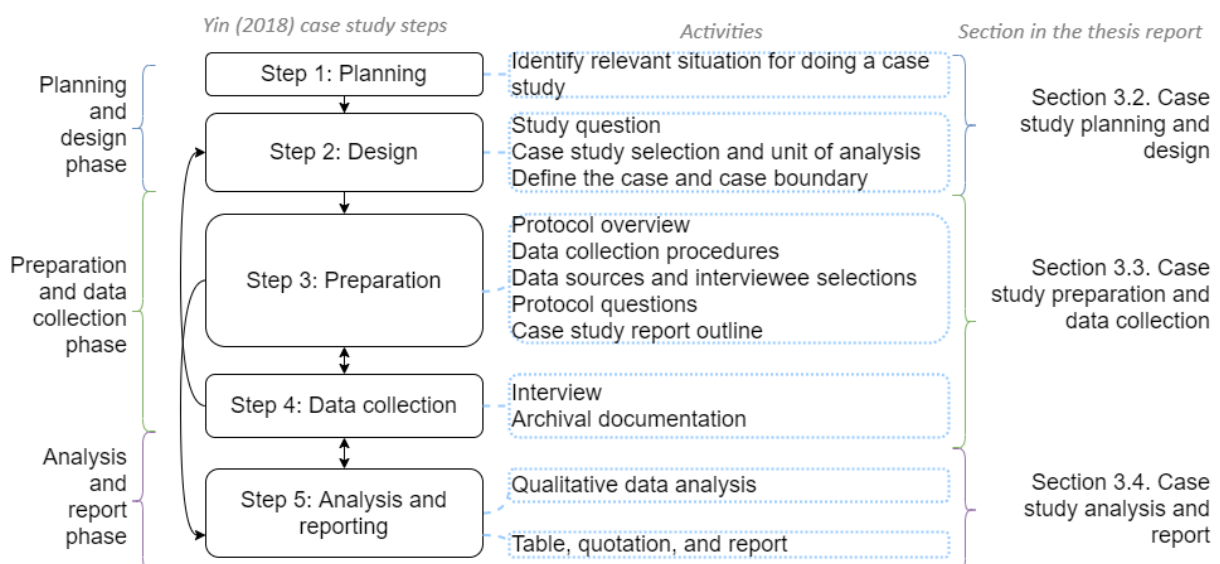 Yin (2018) case study steps
Activities
Section in the thesis report
Planning
and
design
phase
Step 1: Planning
Identify relevant situation for doing a case
study
Step 2: Design
Study question
Case study selection and unit of analysis
Define the case and case boundary
Section 3.2. Case
study planning and
design
Preparation
and data
collection
phase
Step 3: Preparation
Protocol overview
Data collection procedures
Data sources and interviewee selections
Protocol questions
Case study report outline
Section 3.3. Case
study preparation and
data collection
Step 4: Data collection
Interview
Archival documentation
Analysis
and
report
phase
Step 5: Analysis and
reporting
Qualitative data analysis
Table, quotation, and report
Section 3.4. Case
study analysis and
report